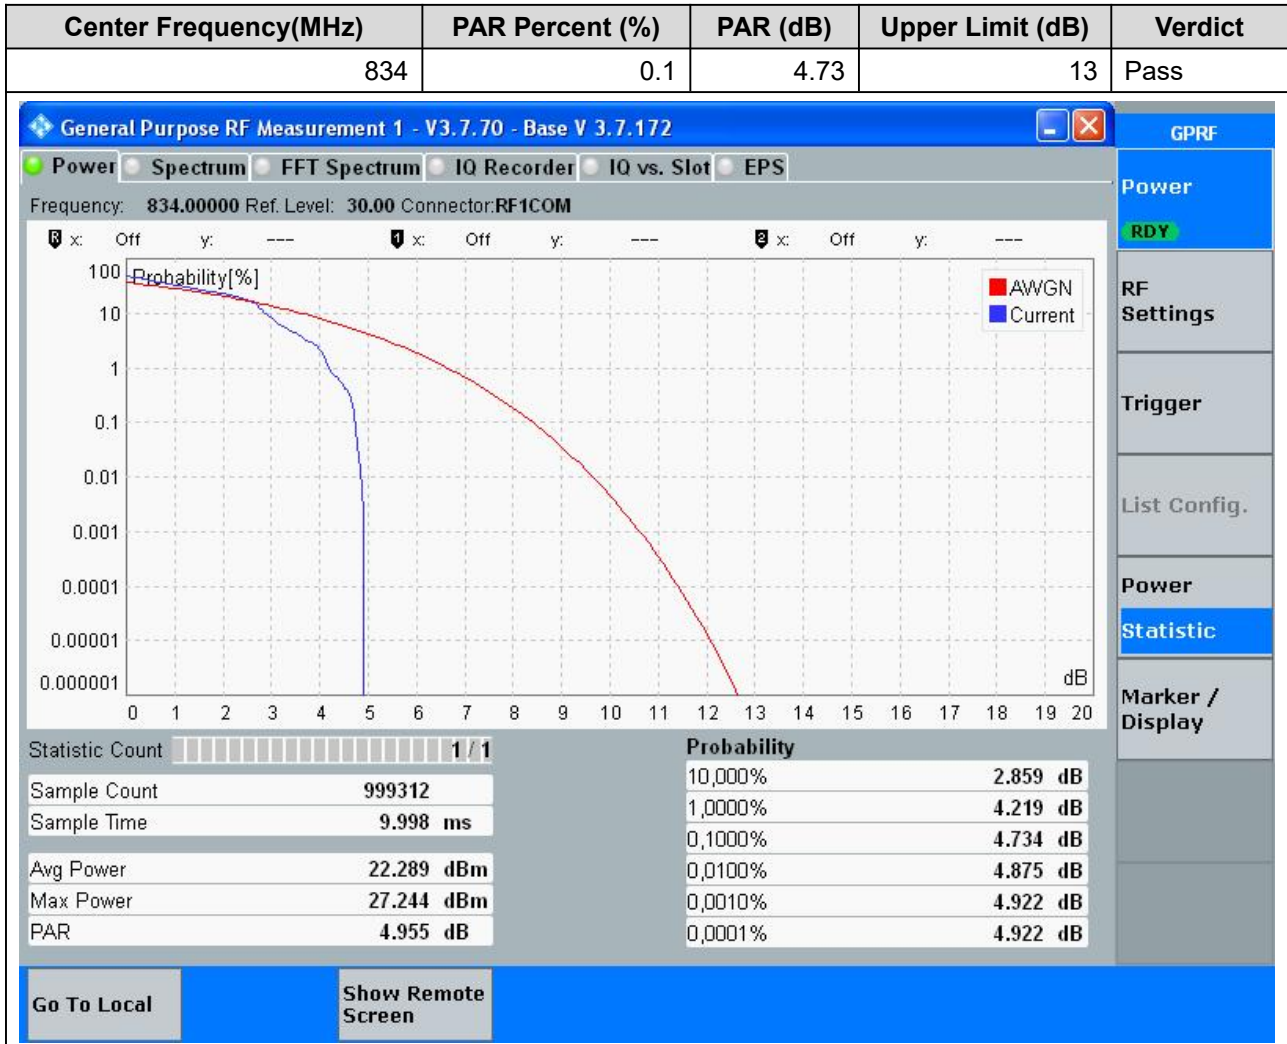 Center Frequency(MHz) PAR Percent (%) PAR (dB) Upper Limit (dB) Verdict
834 0.1 4.73 13 Pass
General Purpose RF Measurement 1 - V3.7.70 - Base V 3.7.172
GPRF
Power Spectrum FFT Spectrum IQ Recorder IQ vs. Slot EPS
Power
RDY
Frequency: 834.00000 Ref. Level: 30.00 Connector:RF1COM
R x: Off y: --- 1 x: Off y: --- 2 x: Off y: ---
100 Probability[%]
AWGN
Current
10
1
0.1
0.01
0.001
0.0001
0.00001
0.000001
dB
0 1 2 3 4 5 6 7 8 9 10 11 12 13 14 15 16 17 18 19 20
RF
Settings
Trigger
List Config.
Power
Statistic
Marker /
Display
Statistic Count 1 / 1
Sample Count 999312
Sample Time 9.998 ms
Avg Power 22.289 dBm
Max Power 27.244 dBm
PAR 4.955 dB
Probability
10,000% 2.859 dB
1,0000% 4.219 dB
0,1000% 4.734 dB
0,0100% 4.875 dB
0,0010% 4.922 dB
0,0001% 4.922 dB
Go To Local
Show Remote
Screen